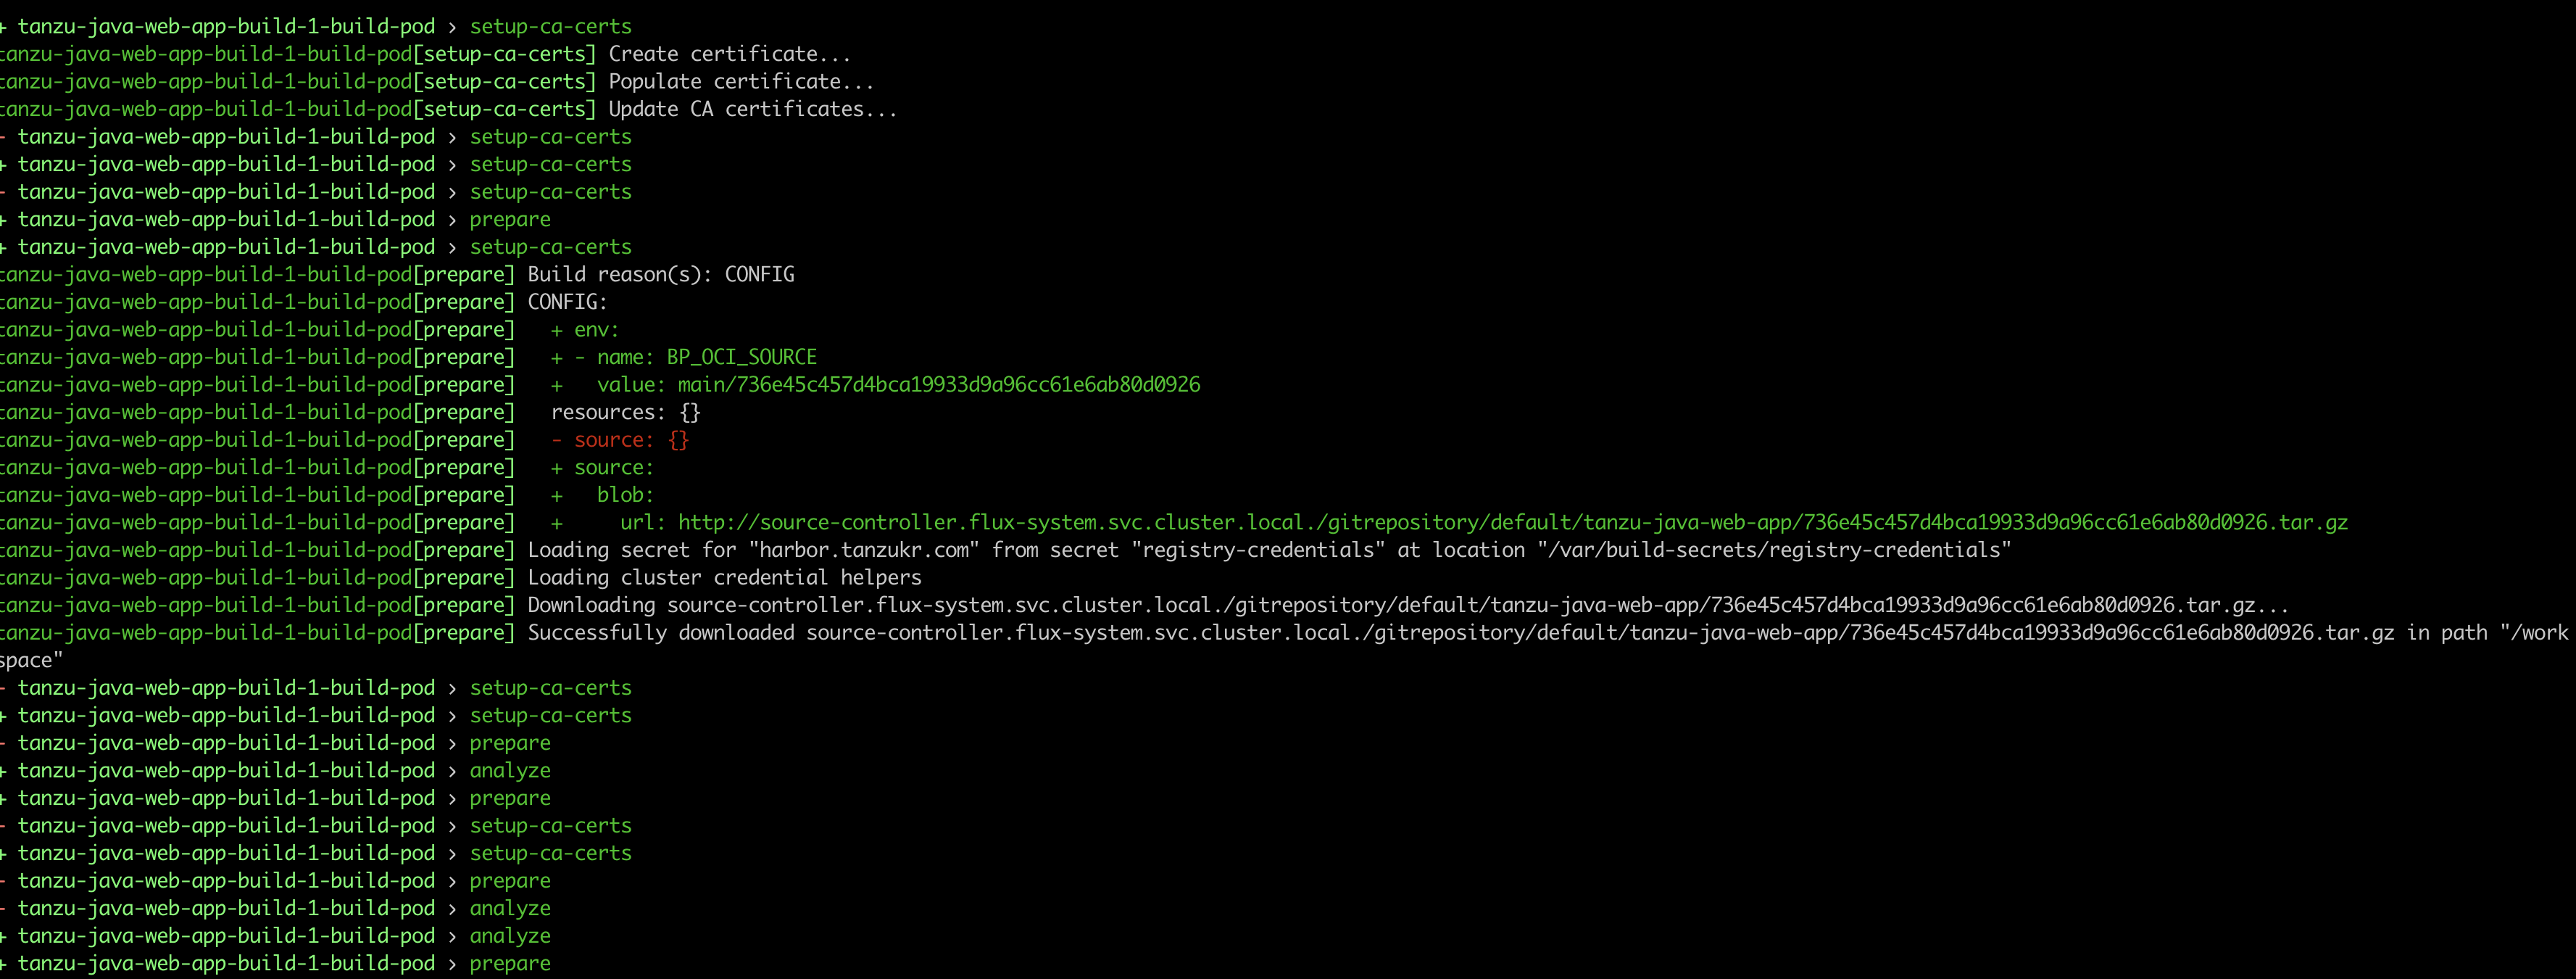 + tanzu-java-web-app-build-1-build-pod › setup-ca-certs
tanzu-java-web-app-build-1-build-pod[setup-ca-certs] Create certificate...
tanzu-java-web-app-build-1-build-pod[setup-ca-certs] Populate certificate...
tanzu-java-web-app-build-1-build-pod[setup-ca-certs] Update CA certificates...
- tanzu-java-web-app-build-1-build-pod › setup-ca-certs
+ tanzu-java-web-app-build-1-build-pod › setup-ca-certs
- tanzu-java-web-app-build-1-build-pod › setup-ca-certs
+ tanzu-java-web-app-build-1-build-pod › prepare
+ tanzu-java-web-app-build-1-build-pod › setup-ca-certs
tanzu-java-web-app-build-1-build-pod[prepare] Build reason(s): CONFIG
tanzu-java-web-app-build-1-build-pod[prepare] CONFIG:
tanzu-java-web-app-build-1-build-pod[prepare]   + env:
tanzu-java-web-app-build-1-build-pod[prepare]   + - name: BP_OCI_SOURCE
tanzu-java-web-app-build-1-build-pod[prepare]   +   value: main/736e45c457d4bca19933d9a96cc61e6ab80d0926
tanzu-java-web-app-build-1-build-pod[prepare]   resources: {}
tanzu-java-web-app-build-1-build-pod[prepare]   - source: {}
tanzu-java-web-app-build-1-build-pod[prepare]   + source:
tanzu-java-web-app-build-1-build-pod[prepare]   +   blob:
tanzu-java-web-app-build-1-build-pod[prepare]   +     url: http://source-controller.flux-system.svc.cluster.local./gitrepository/default/tanzu-java-web-app/736e45c457d4bca19933d9a96cc61e6ab80d0926.tar.gz
tanzu-java-web-app-build-1-build-pod[prepare] Loading secret for "harbor.tanzukr.com" from secret "registry-credentials" at location "/var/build-secrets/registry-credentials"
tanzu-java-web-app-build-1-build-pod[prepare] Loading cluster credential helpers
tanzu-java-web-app-build-1-build-pod[prepare] Downloading source-controller.flux-system.svc.cluster.local./gitrepository/default/tanzu-java-web-app/736e45c457d4bca19933d9a96cc61e6ab80d0926.tar.gz...
tanzu-java-web-app-build-1-build-pod[prepare] Successfully downloaded source-controller.flux-system.svc.cluster.local./gitrepository/default/tanzu-java-web-app/736e45c457d4bca19933d9a96cc61e6ab80d0926.tar.gz in path "/work
space"
- tanzu-java-web-app-build-1-build-pod › setup-ca-certs
+ tanzu-java-web-app-build-1-build-pod › setup-ca-certs
- tanzu-java-web-app-build-1-build-pod › prepare
+ tanzu-java-web-app-build-1-build-pod › analyze
+ tanzu-java-web-app-build-1-build-pod › prepare
- tanzu-java-web-app-build-1-build-pod › setup-ca-certs
+ tanzu-java-web-app-build-1-build-pod › setup-ca-certs
- tanzu-java-web-app-build-1-build-pod › prepare
- tanzu-java-web-app-build-1-build-pod › analyze
+ tanzu-java-web-app-build-1-build-pod › analyze
+ tanzu-java-web-app-build-1-build-pod › prepare